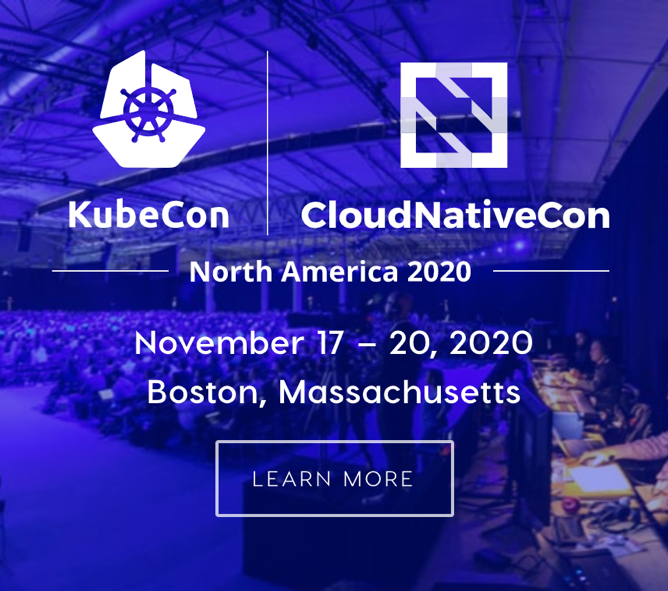 KubeCon
CloudNativeCon
North America 2020
November 17 – 20, 2020
Boston, Massachusetts
LEARN MORE